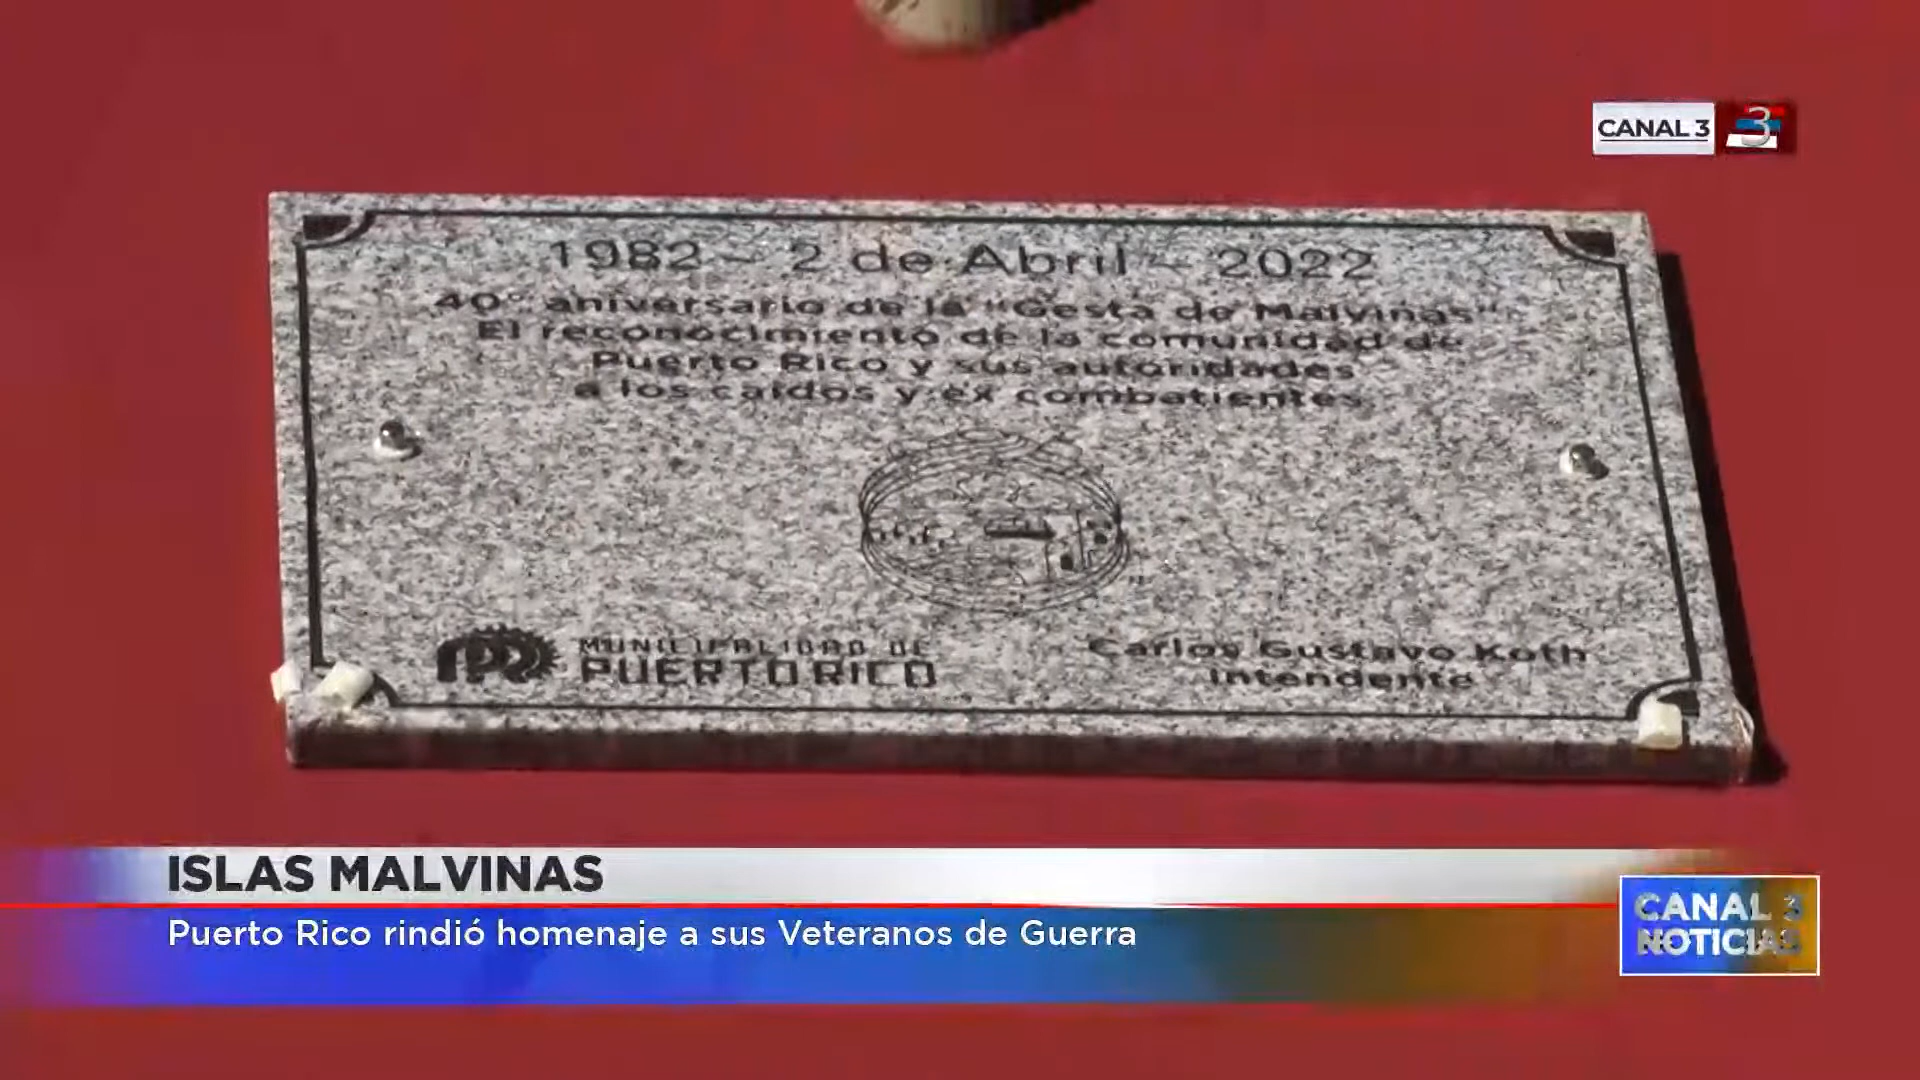 CANAL 3
3
1982 - 2 de Abril - 2022
40° aniversario de la "Gesta de Malvinas"
El reconocimiento de la comunidad de
Puerto Rico y sus autoridades
a los caídos y ex combatientes
MUNICIPALIDAD DE
PUERTO RICO
Carlos Gustavo Koth
Intendente
ISLAS MALVINAS
Puerto Rico rindió homenaje a sus Veteranos de Guerra
CANAL 3
NOTICIAS